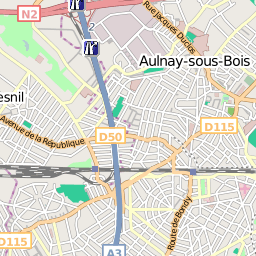 N2
Rue Jacques Duclos
Aulnay-sous-Bois
esnil
Avenue de la République
D50
D115
D115
Route de Bondy
A3